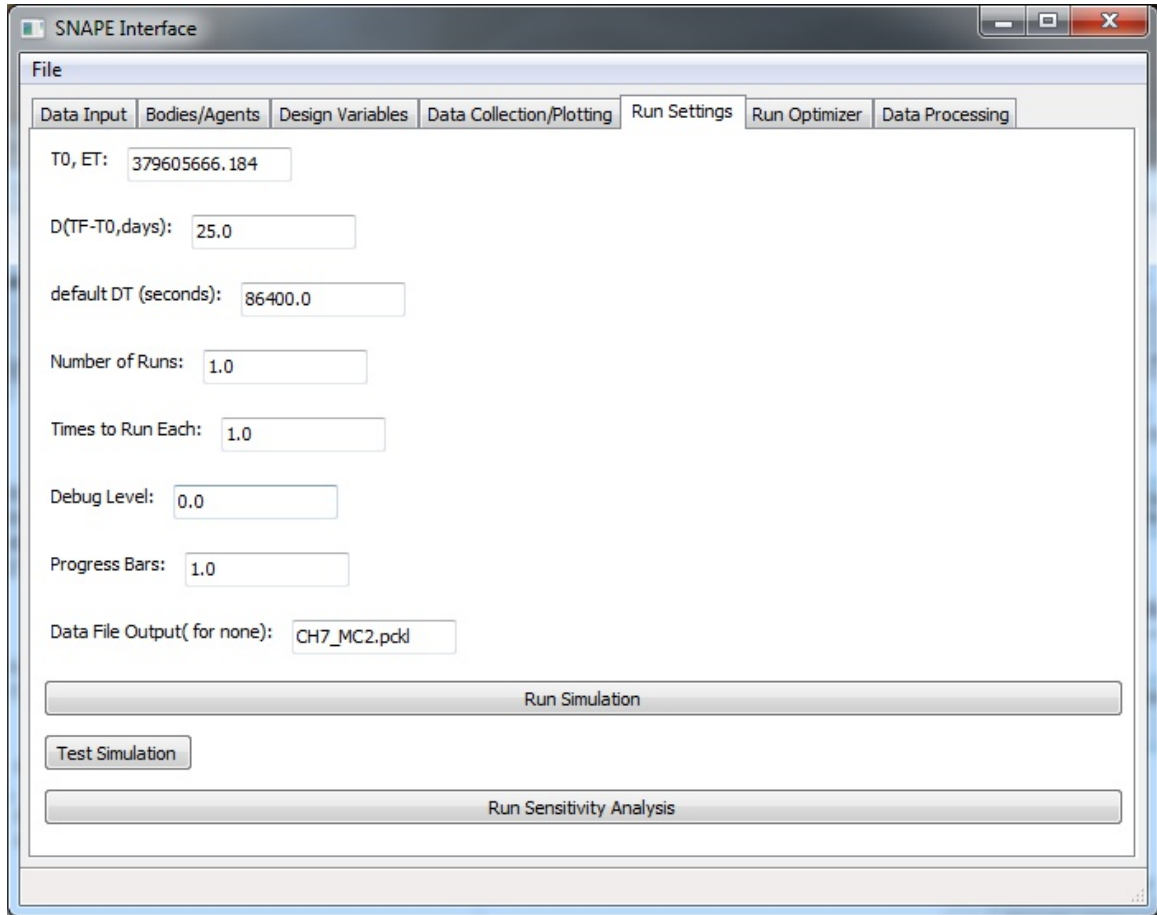 SNAPE Interface
File
Data Input Bodies/Agents Design Variables Data Collection/Plotting Run Settings Run Optimizer Data Processing
T0, ET: 379605666.184
D(TF-T0,days): 25.0
default DT (seconds): 86400.0
Number of Runs: 1.0
Times to Run Each: 1.0
Debug Level: 0.0
Progress Bars: 1.0
Data File Output( for none): CH7_MC2.pckl
Run Simulation
Test Simulation
Run Sensitivity Analysis